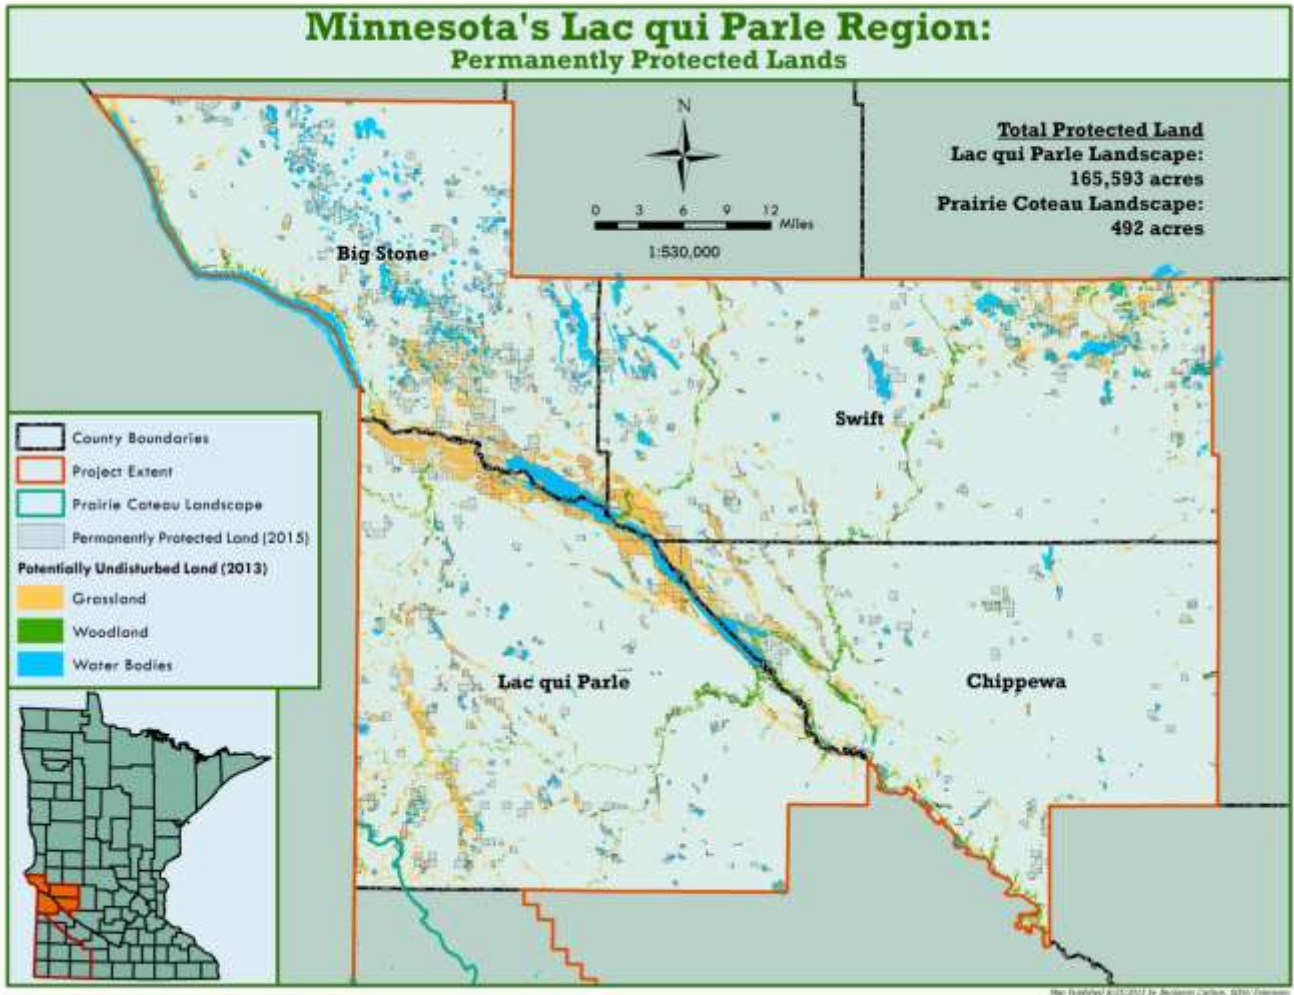 Minnesota's Lac qui Parle Region:
Permanently Protected Lands
N
0 3 6 9 12
Miles
1:530,000
Total Protected Land
Lac qui Parle Landscape:
165,593 acres
Prairie Coteau Landscape:
492 acres
Big Stone
Swift
Lac qui Parle
Chippewa
County Boundaries
Project Extent
Prairie Coteau Landscape
Permanently Protected Land (2015)
Potentially Undisturbed Land (2013)
Grassland
Woodland
Water Bodies